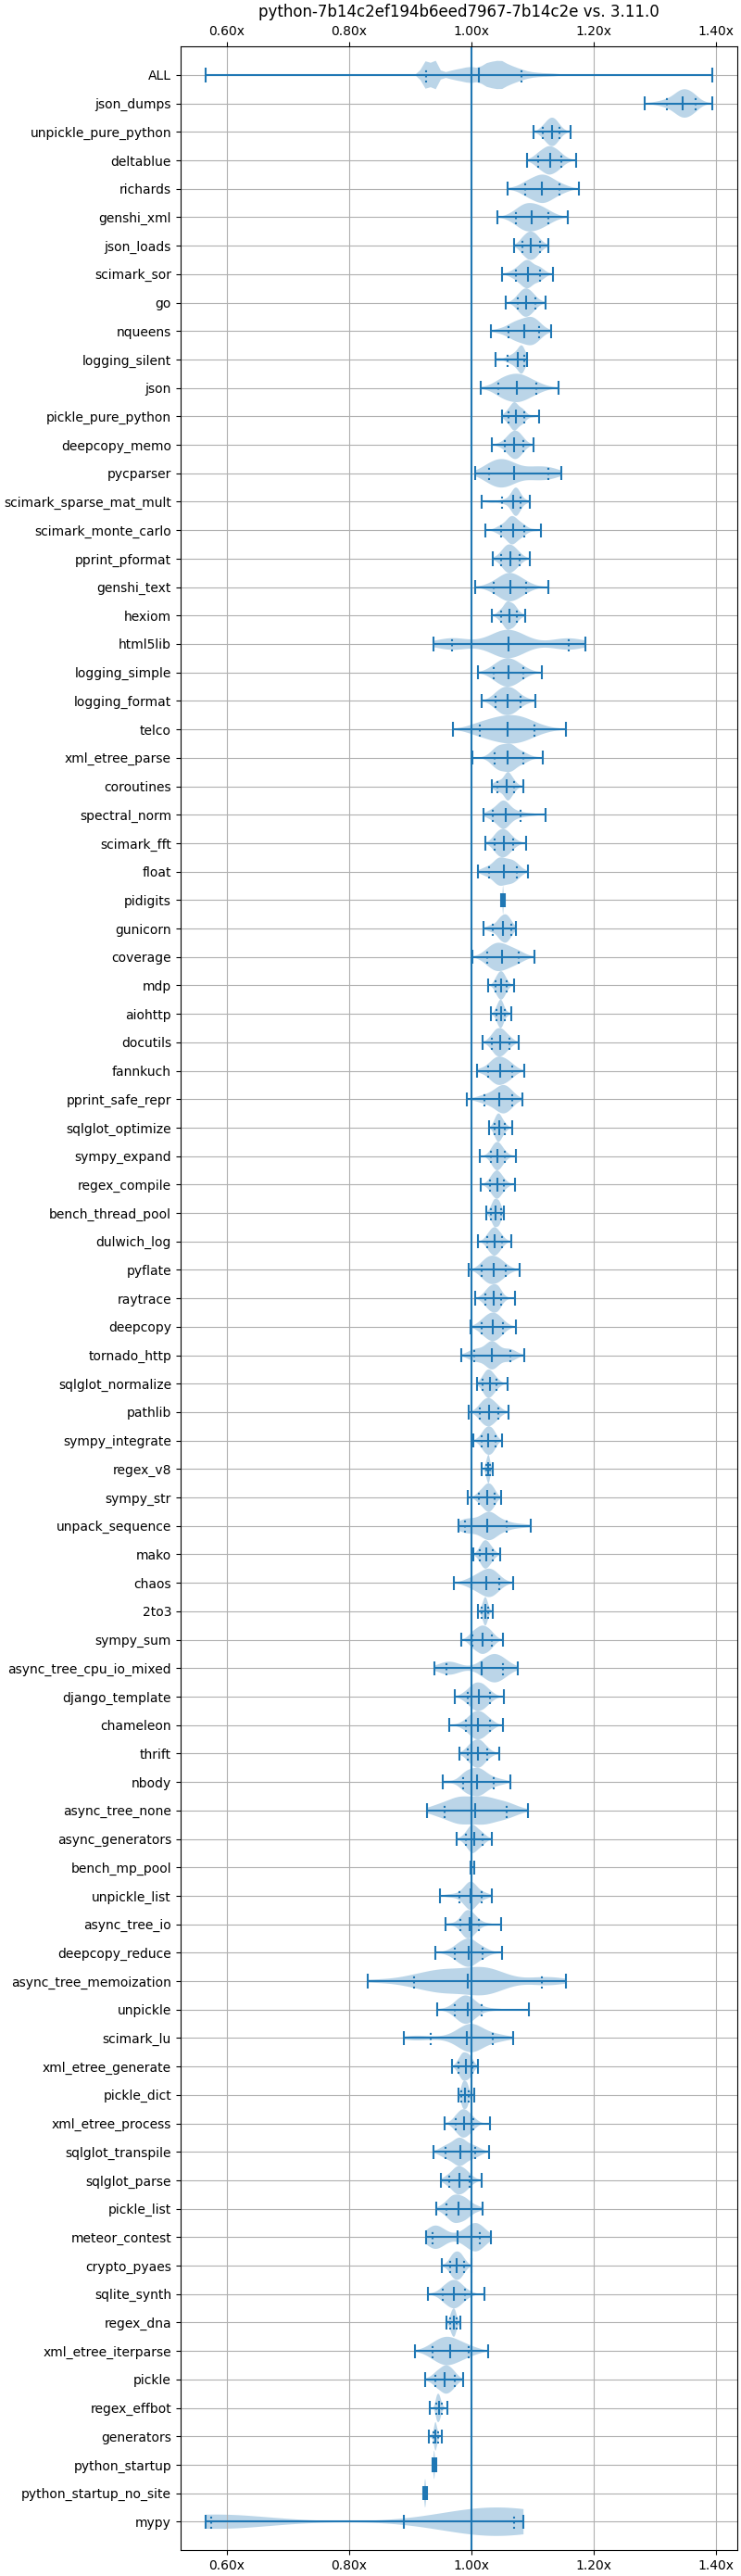 python-7b14c2ef194b6eed7967-7b14c2e vs. 3.11.0
0.60x 0.80x 1.00x 1.20x 1.40x
ALL
json_dumps
unpickle_pure_python
deltablue
richards
genshi_xml
json_loads
scimark_sor
go
nqueens
logging_silent
json
pickle_pure_python
deepcopy_memo
pycparser
scimark_sparse_mat_mult
scimark_monte_carlo
pprint_pformat
genshi_text
hexiom
html5lib
logging_simple
logging_format
telco
xml_etree_parse
coroutines
spectral_norm
scimark_fft
float
pidigits
gunicorn
coverage
mdp
aiohttp
docutils
fannkuch
pprint_safe_repr
sqlglot_optimize
sympy_expand
regex_compile
bench_thread_pool
dulwich_log
pyflate
raytrace
deepcopy
tornado_http
sqlglot_normalize
pathlib
sympy_integrate
regex_v8
sympy_str
unpack_sequence
mako
chaos
2to3
sympy_sum
async_tree_cpu_io_mixed
django_template
chameleon
thrift
nbody
async_tree_none
async_generators
bench_mp_pool
unpickle_list
async_tree_io
deepcopy_reduce
async_tree_memoization
unpickle
scimark_lu
xml_etree_generate
pickle_dict
xml_etree_process
sqlglot_transpile
sqlglot_parse
pickle_list
meteor_contest
crypto_pyaes
sqlite_synth
regex_dna
xml_etree_iterparse
pickle
regex_effbot
generators
python_startup
python_startup_no_site
mypy
0.60x 0.80x 1.00x 1.20x 1.40x